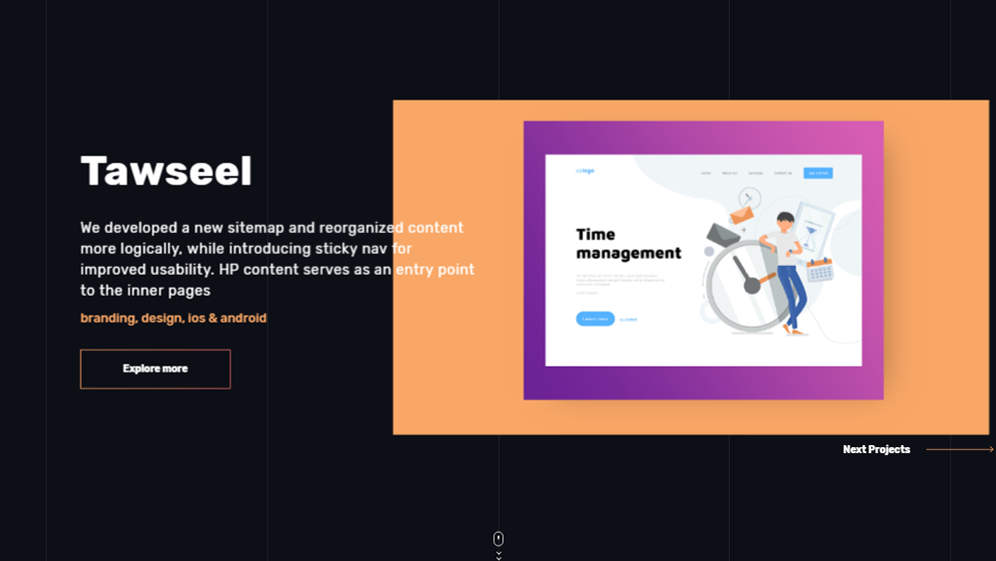 Tawseel
We developed a new sitemap and reorganized content
more logically, while introducing sticky nav for
improved usability. HP content serves as an entry point
to the inner pages
branding, design, ios & android
Explore more
Time
management
Next Projects